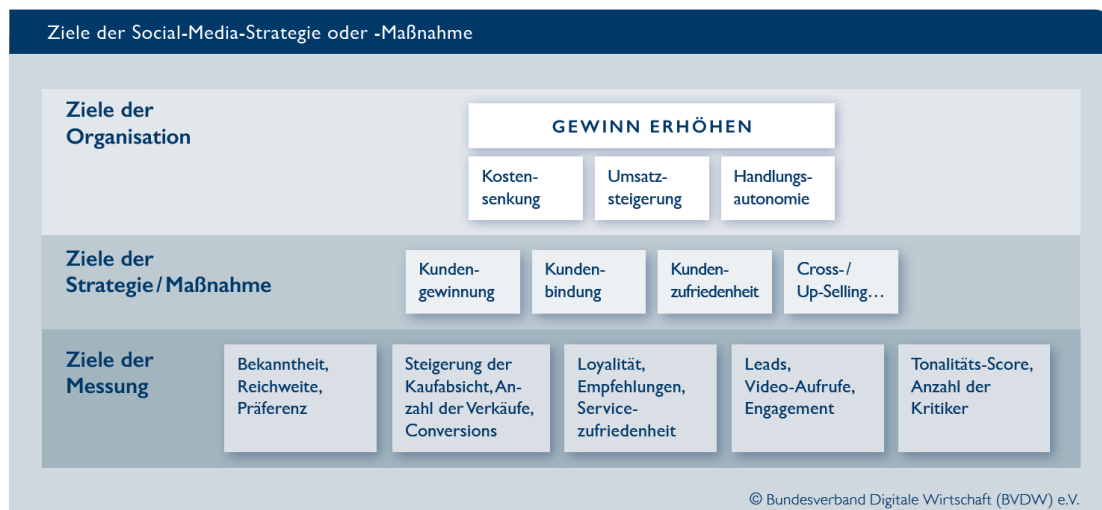 Ziele der Social-Media-Strategie oder -Maßnahme
Ziele der
Organisation
GEWINN ERHÖHEN
Kosten-
senkung
Umsatz-
steigerung
Handlungs-
autonomie
Ziele der
Strategie/Maßnahme
Kunden-
gewinnung
Kunden-
bindung
Kunden-
zufriedenheit
Cross-/
Up-Selling…
Ziele der
Messung
Bekanntheit,
Reichweite,
Präferenz
Steigerung der
Kaufabsicht, An-
zahl der Verkäufe,
Conversions
Loyalität,
Empfehlungen,
Service-
zufriedenheit
Leads,
Video-Aufrufe,
Engagement
Tonalitäts-Score,
Anzahl der
Kritiker
© Bundesverband Digitale Wirtschaft (BVDW) e.V.